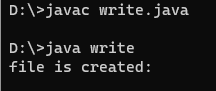 D:\>javac write.java
D:\>java write
file is created: